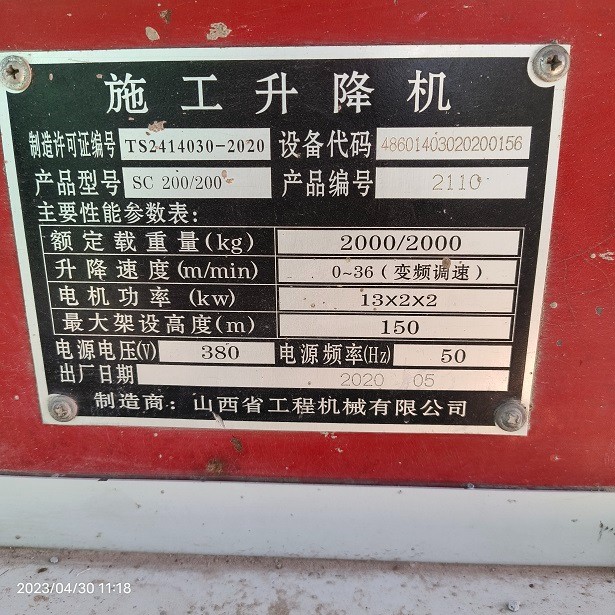 施工升降机
制造许可证编号 TS2414030-2020 设备代码 48601403020200156
产品型号 SC 200/200 产品编号 2110
主要性能参数表:
额定载重量(kg) 2000/2000
升降速度(m/min) 0~36(变频调速)
电机功率(kw) 13X2X2
最大架设高度(m) 150
电源电压(V) 380 电源频率(Hz) 50
出厂日期 2020 05
制造商:山西省工程机械有限公司
2023/04/30 11:18